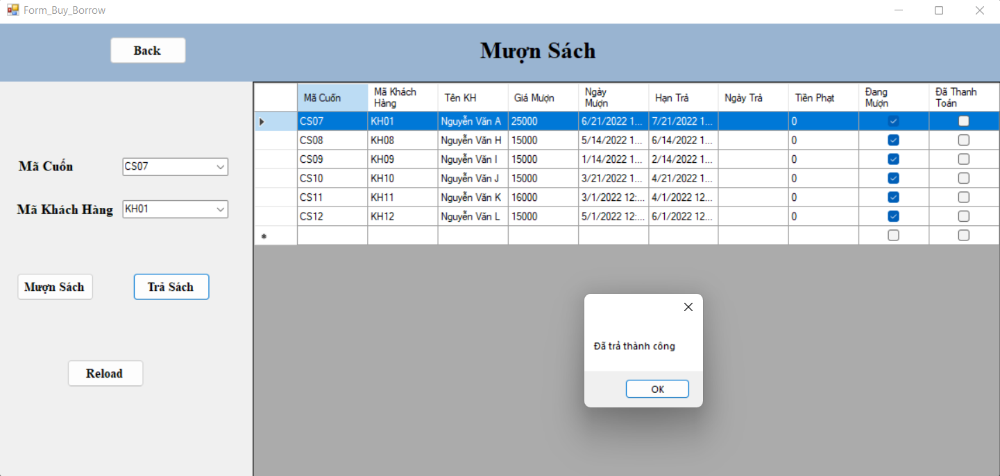 Form_Buy_Borrow
Back
Mượn Sách
Mã Cuốn
CS07
Mã Khách Hàng
KH01
Mượn Sách
Trả Sách
Reload
Mã Cuốn Mã Khách Hàng Tên KH Giá Mượn Ngày Mượn Hạn Trả Ngày Trả Tiền Phạt Đang Mượn Đã Thanh Toán
CS07 KH01 Nguyễn Văn A 25000 6/21/2022 1... 7/21/2022 1... 0
CS08 KH08 Nguyễn Văn H 15000 5/14/2022 1... 6/14/2022 1... 0
CS09 KH09 Nguyễn Văn I 15000 1/14/2022 1... 2/14/2022 1... 0
CS10 KH10 Nguyễn Văn J 15000 3/21/2022 1... 4/21/2022 1... 0
CS11 KH11 Nguyễn Văn K 16000 3/1/2022 12:... 4/1/2022 12... 0
CS12 KH12 Nguyễn Văn L 15000 5/1/2022 12:... 6/1/2022 12... 0
Đã trả thành công
OK